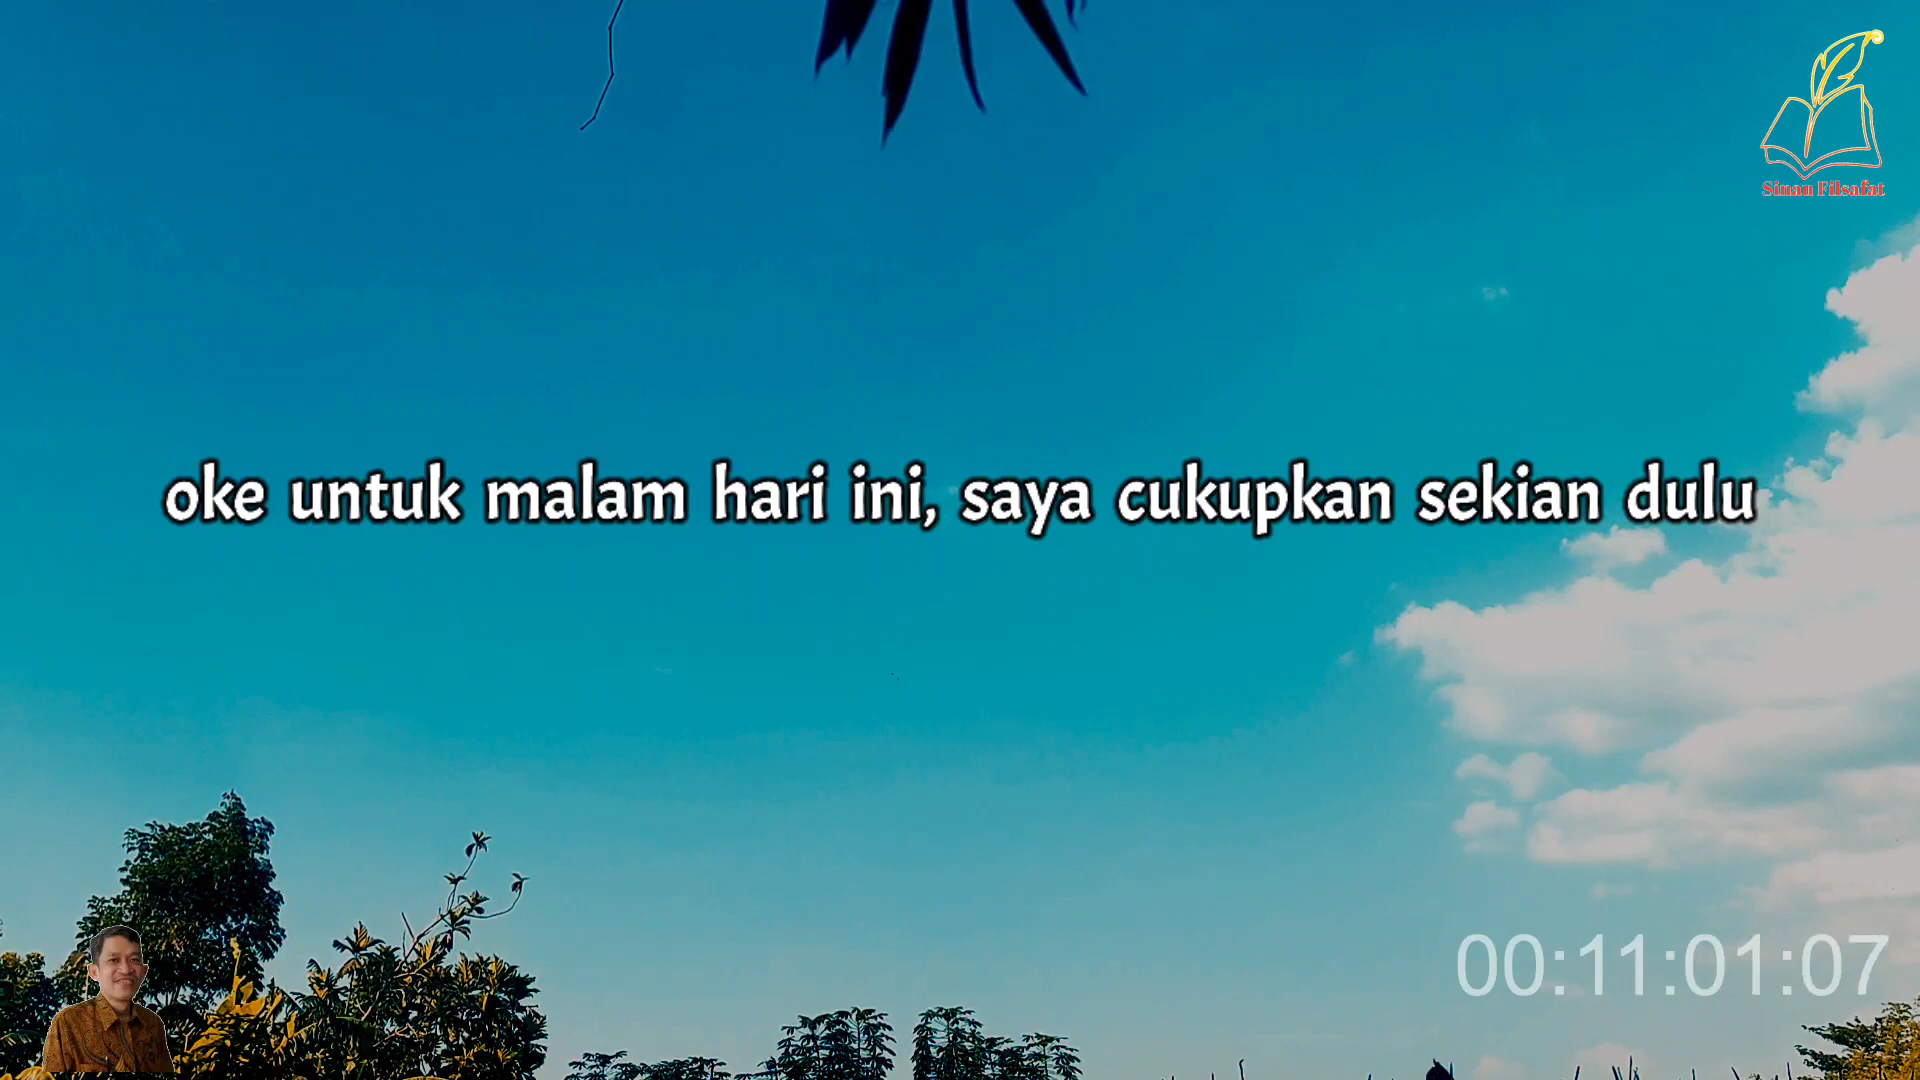 Sinau Filsafat
oke untuk malam hari ini, saya cukupkan sekian dulu
00:11:01:07